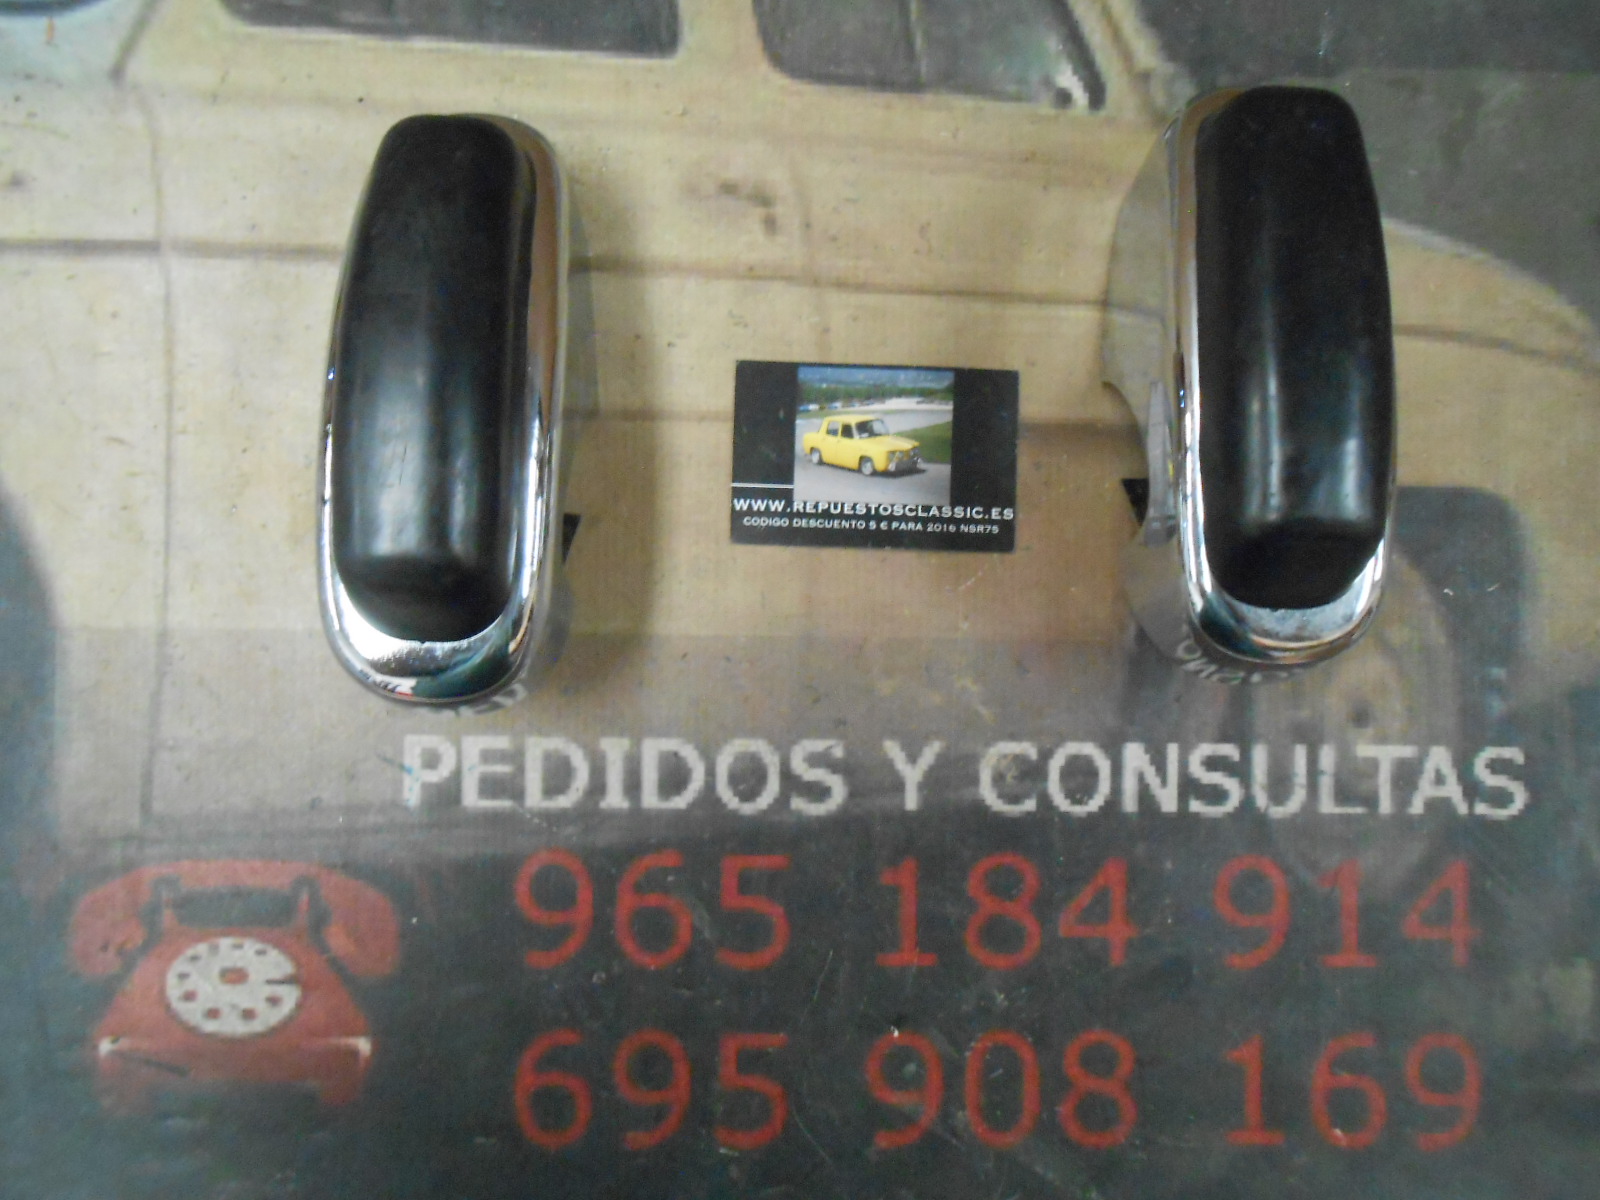 WWW.REPUESTOSCLASSIC.ES
CODIGO DESCUENTO 5 € PARA 2016 NSR75
PEDIDOS Y CONSULTAS
965 184 914
695 908 169